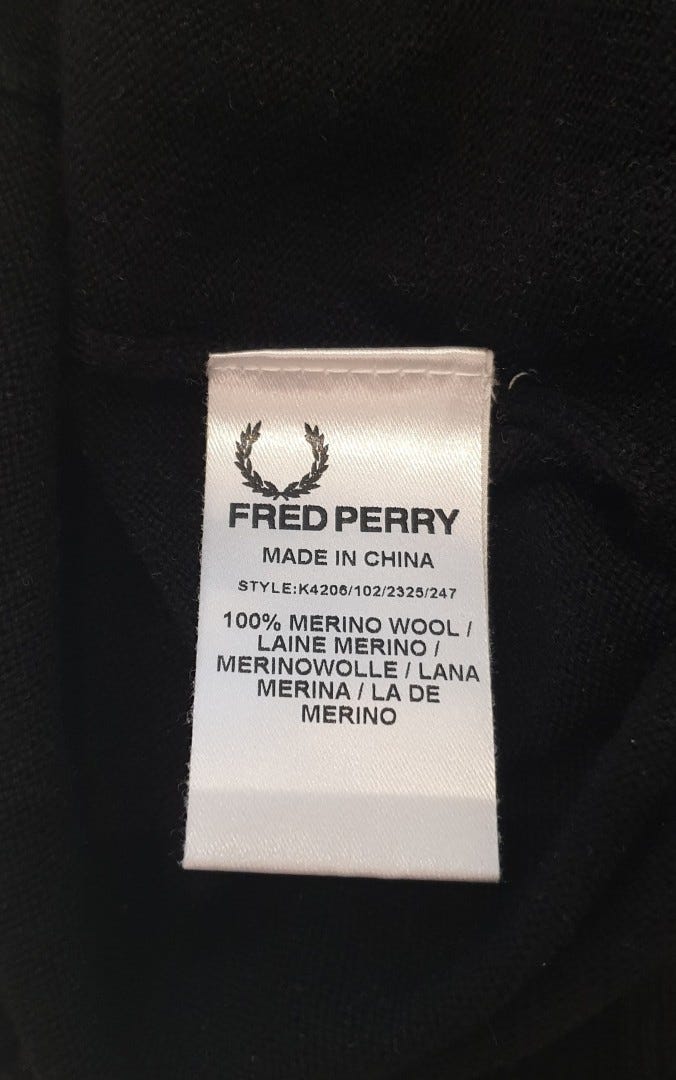 FRED PERRY
MADE IN CHINA
STYLE:K4206/102/2325/247
100% MERINO WOOL /
LAINE MERINO /
MERINOWOLLE / LANA
MERINA / LA DE
MERINO